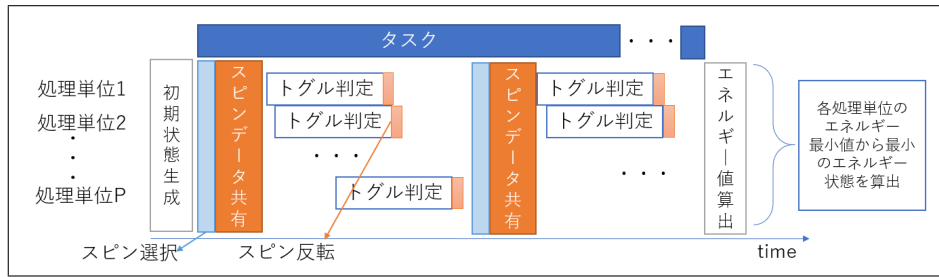 タスク
・・・
処理単位1
処理単位2
・
・
・
処理単位P
初期状態生成
スピンデータ共有
トグル判定
トグル判定
・・・
トグル判定
スピンデータ共有
トグル判定
トグル判定
・・・
エネルギー値算出
各処理単位の
エネルギー
最小値から最小
のエネルギー
状態を算出
スピン選択
スピン反転
time